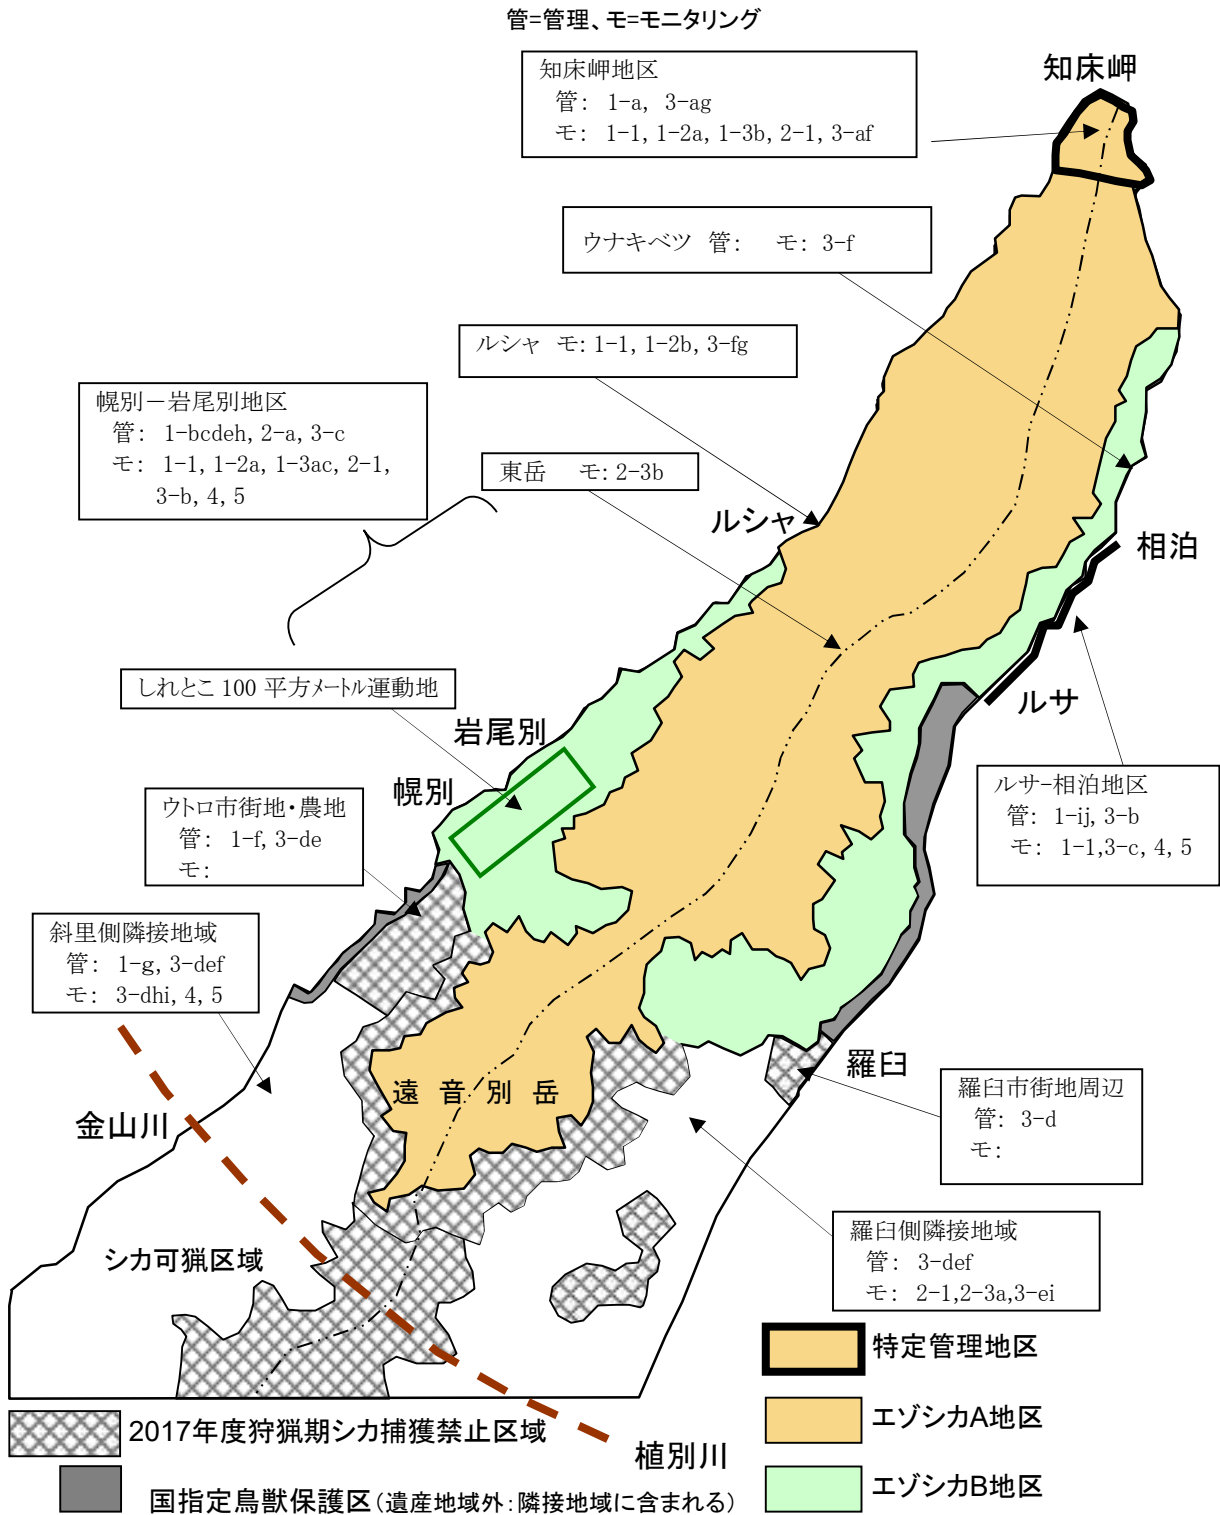 管=管理、モ=モニタリング
知床岬地区
管: 1-a, 3-ag
モ: 1-1, 1-2a, 1-3b, 2-1, 3-af
知床岬
ウナキベツ 管: モ: 3-f
ルシャ モ: 1-1, 1-2b, 3-fg
幌別－岩尾別地区
管: 1-bcdeh, 2-a, 3-c
モ: 1-1, 1-2a, 1-3ac, 2-1,
3-b, 4, 5
東岳 モ: 2-3b
ルシャ
相泊
しれとこ 100 平方メートル運動地
ルサ
岩尾別
幌別
ルサ-相泊地区
管: 1-ij, 3-b
モ: 1-1,3-c, 4, 5
ウトロ市街地・農地
管: 1-f, 3-de
モ:
斜里側隣接地域
管: 1-g, 3-def
モ: 3-dhi, 4, 5
羅臼
遠音別岳
羅臼市街地周辺
管: 3-d
モ:
金山川
羅臼側隣接地域
管: 3-def
モ: 2-1,2-3a,3-ei
シカ可猟区域
特定管理地区
エゾシカA地区
2017年度狩猟期シカ捕獲禁止区域
植別川
エゾシカB地区
国指定鳥獣保護区(遺産地域外:隣接地域に含まれる)